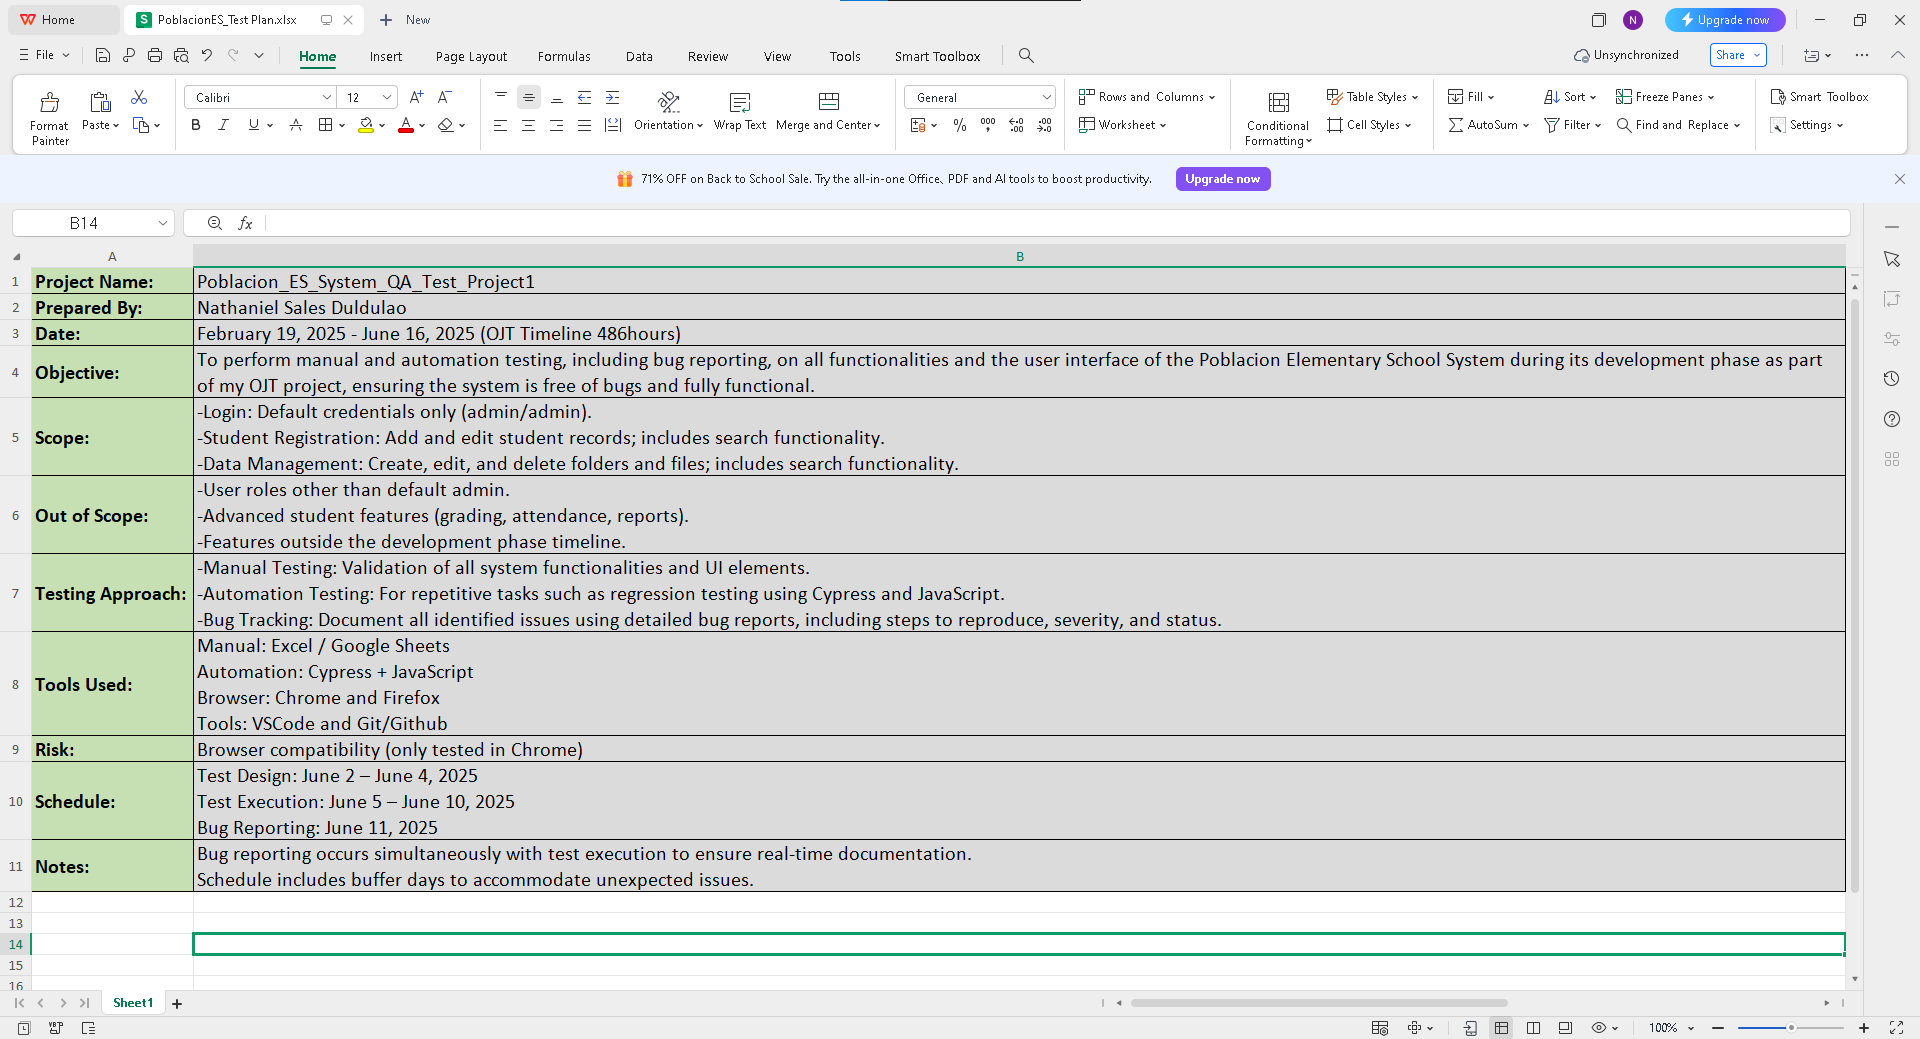 Home
PoblacionES_Test Plan.xlsx
New
N
Upgrade now
File
Home
Insert
Page Layout
Formulas
Data
Review
View
Tools
Smart Toolbox
Unsynchronized
Share
Format Painter
Paste
Calibri
12
Orientation
Wrap Text
Merge and Center
General
Rows and Columns
Worksheet
Conditional Formatting
Table Styles
Cell Styles
Fill
AutoSum
Sort
Filter
Freeze Panes
Find and Replace
Smart Toolbox
Settings
71% OFF on Back to School Sale. Try the all-in-one Office, PDF and AI tools to boost productivity.
Upgrade now
B14
fx
A
B
1 Project Name: Poblacion_ES_System_QA_Test_Project1
2 Prepared By: Nathaniel Sales Duldulao
3 Date: February 19, 2025 - June 16, 2025 (OJT Timeline 486hours)
4 Objective: To perform manual and automation testing, including bug reporting, on all functionalities and the user interface of the Poblacion Elementary School System during its development phase as part
of my OJT project, ensuring the system is free of bugs and fully functional.
5 Scope: -Login: Default credentials only (admin/admin).
-Student Registration: Add and edit student records; includes search functionality.
-Data Management: Create, edit, and delete folders and files; includes search functionality.
6 Out of Scope: -User roles other than default admin.
-Advanced student features (grading, attendance, reports).
-Features outside the development phase timeline.
7 Testing Approach: -Manual Testing: Validation of all system functionalities and UI elements.
-Automation Testing: For repetitive tasks such as regression testing using Cypress and JavaScript.
-Bug Tracking: Document all identified issues using detailed bug reports, including steps to reproduce, severity, and status.
8 Tools Used: Manual: Excel / Google Sheets
Automation: Cypress + JavaScript
Browser: Chrome and Firefox
Tools: VSCode and Git/Github
9 Risk: Browser compatibility (only tested in Chrome)
10 Schedule: Test Design: June 2 – June 4, 2025
Test Execution: June 5 – June 10, 2025
Bug Reporting: June 11, 2025
11 Notes: Bug reporting occurs simultaneously with test execution to ensure real-time documentation.
Schedule includes buffer days to accommodate unexpected issues.
12
13
14
15
16
Sheet1
100%